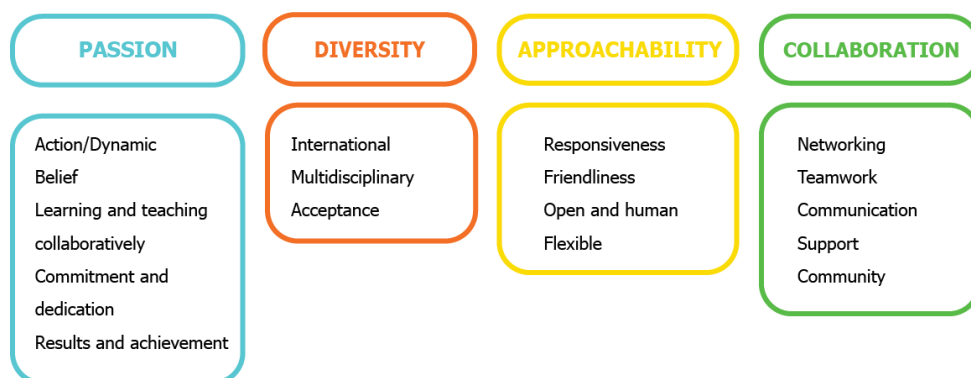 PASSION
Action/Dynamic
Belief
Learning and teaching
collaboratively
Commitment and
dedication
Results and achievement
DIVERSITY
International
Multidisciplinary
Acceptance
APPROACHABILITY
Responsiveness
Friendliness
Open and human
Flexible
COLLABORATION
Networking
Teamwork
Communication
Support
Community